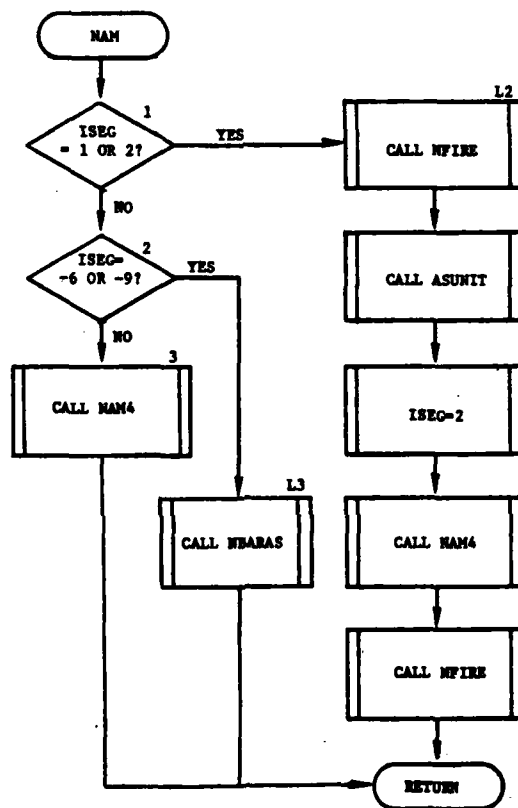 NAM
1
ISEG
= 1 OR 2?
YES
NO
2
ISEG=
-6 OR -9?
YES
NO
3
CALL NAM4
L3
CALL NBARAS
L2
CALL NFIRE
CALL ASUNIT
ISEG=2
CALL NAM4
CALL NFIRE
RETURN